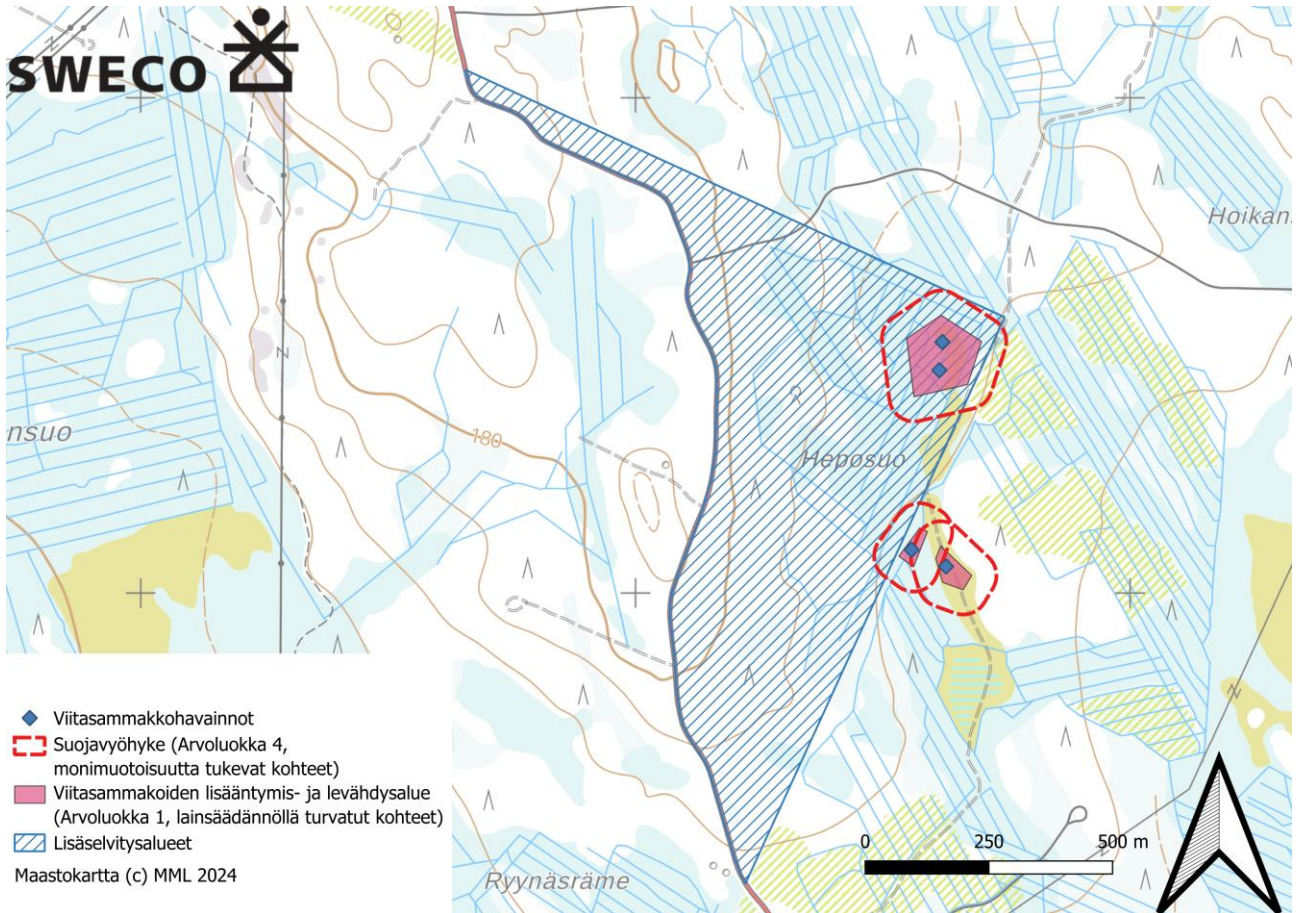 SWECO
Hoikans
nsuo
180
Heposuo
Viitasammakkohavainnot
Suojavyöhyke (Arvoluokka 4,
monimuotoisuutta tukevat kohteet)
Viitasammakoiden lisääntymis- ja levähdysalue
(Arvoluokka 1, lainsäädännöllä turvatut kohteet)
Lisäselvitysalueet
Maastokartta (c) MML 2024
0 250 500 m
Ryynäsräme